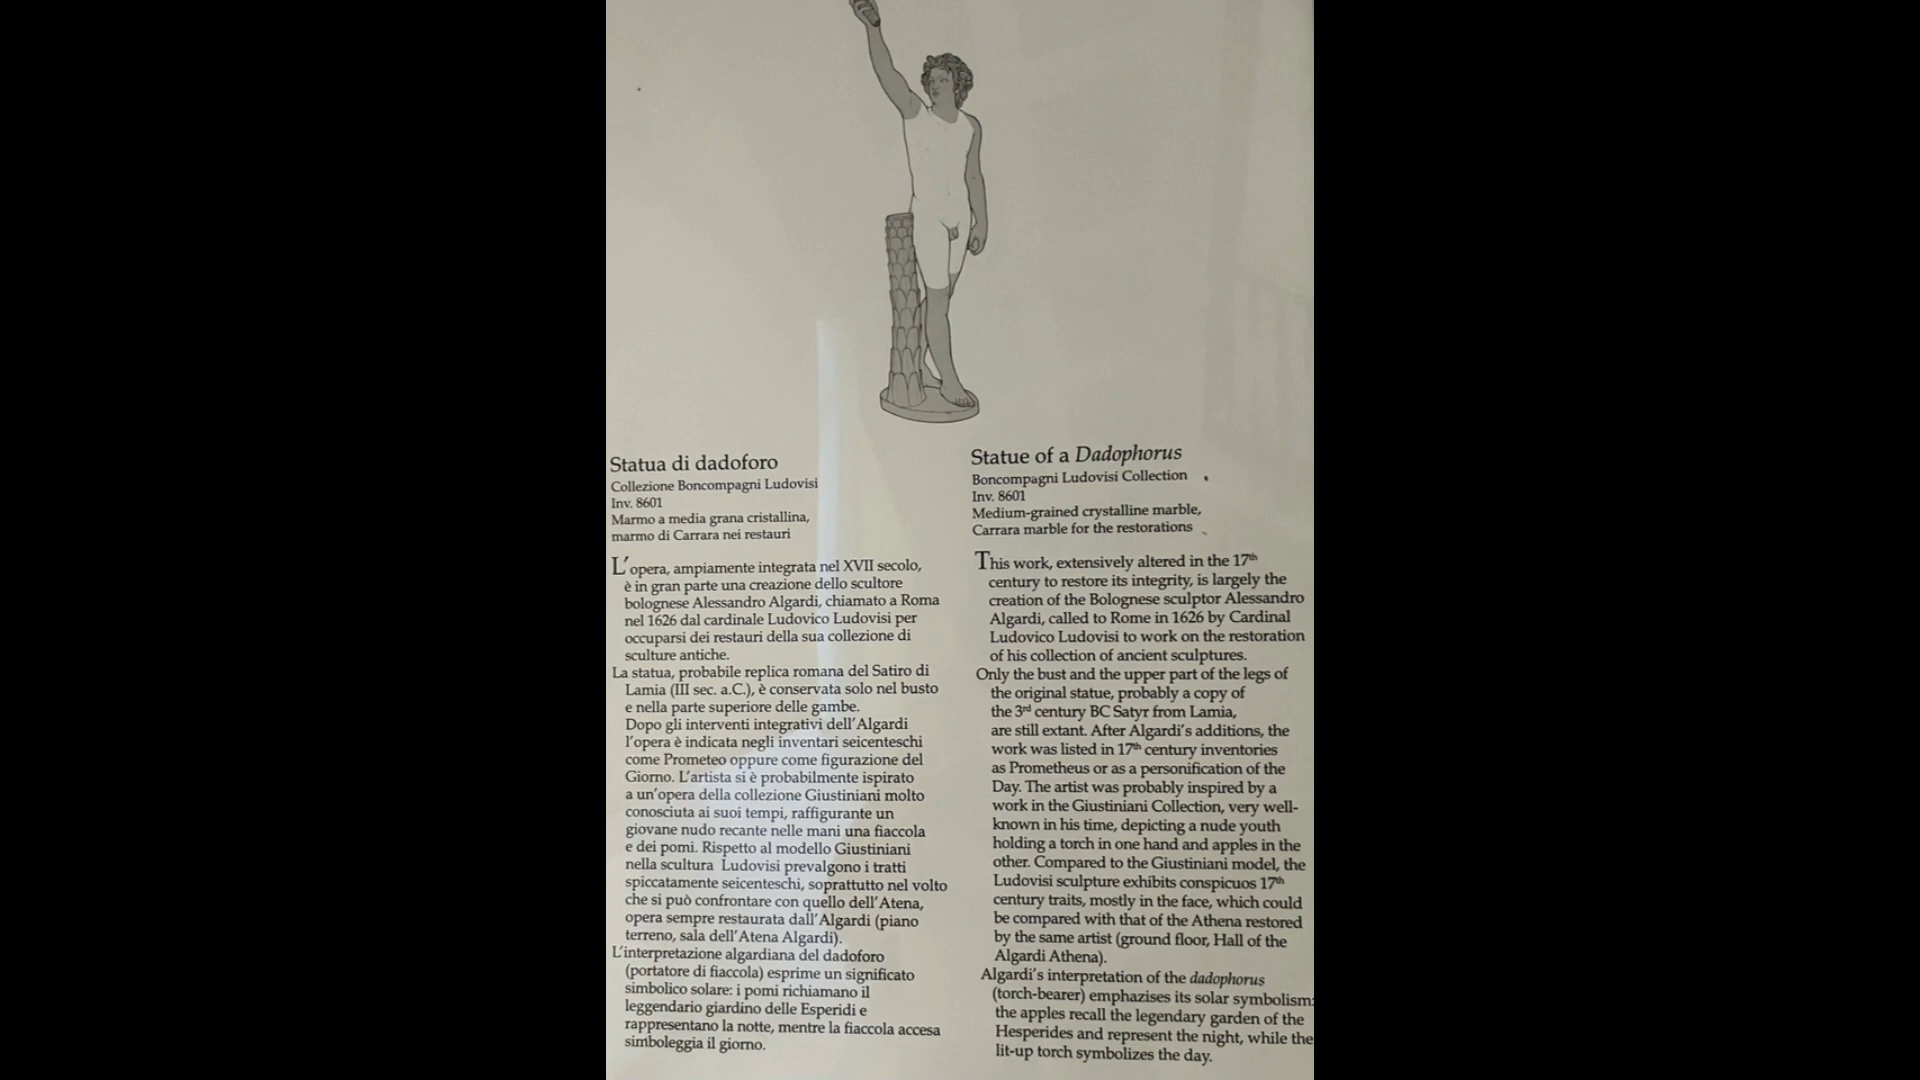 Statua di dadoforo
Collezione Boncompagni Ludovisi
Inv. 8601
Marmo a media grana cristallina,
marmo di Carrara nei restauri
L'opera, ampiamente integrata nel XVII secolo,
è in gran parte una creazione dello scultore
bolognese Alessandro Algardi, chiamato a Roma
nel 1626 dal cardinale Ludovico Ludovisi per
occuparsi dei restauri della sua collezione di
sculture antiche.
La statua, probabile replica romana del Satiro di
Lamia (III sec. a.C.), è conservata solo nel busto
e nella parte superiore delle gambe.
Dopo gli interventi integrativi dell'Algardi
l'opera è indicata negli inventari seicenteschi
come Prometeo oppure come figurazione del
Giorno. L'artista si è probabilmente ispirato
a un'opera della collezione Giustiniani molto
conosciuta ai suoi tempi, raffigurante un
giovane nudo recante nelle mani una fiaccola
e dei pomi. Rispetto al modello Giustiniani
nella scultura Ludovisi prevalgono i tratti
spiccatamente seicenteschi, soprattutto nel volto
che si può confrontare con quello dell'Atena,
opera sempre restaurata dall'Algardi (piano
terreno, sala dell'Atena Algardi).
L'interpretazione algardiana del dadoforo
(portatore di fiaccola) esprime un significato
simbolico solare: i pomi richiamano il
leggendario giardino delle Esperidi e
rappresentano la notte, mentre la fiaccola accesa
simboleggia il giorno.
Statue of a Dadophorus
Boncompagni Ludovisi Collection
Inv. 8601
Medium-grained crystalline marble,
Carrara marble for the restorations
This work, extensively altered in the 17th
century to restore its integrity, is largely the
creation of the Bolognese sculptor Alessandro
Algardi, called to Rome in 1626 by Cardinal
Ludovico Ludovisi to work on the restoration
of his collection of ancient sculptures.
Only the bust and the upper part of the legs of
the original statue, probably a copy of
the 3rd century BC Satyr from Lamia,
are still extant. After Algardi's additions, the
work was listed in 17th century inventories
as Prometheus or as a personification of the
Day. The artist was probably inspired by a
work in the Giustiniani Collection, very well-
known in his time, depicting a nude youth
holding a torch in one hand and apples in the
other. Compared to the Giustiniani model, the
Ludovisi sculpture exhibits conspicuos 17th
century traits, mostly in the face, which could
be compared with that of the Athena restored
by the same artist (ground floor, Hall of the
Algardi Athena).
Algardi's interpretation of the dadophorus
(torch-bearer) emphazises its solar symbolism:
the apples recall the legendary garden of the
Hesperides and represent the night, while the
lit-up torch symbolizes the day.